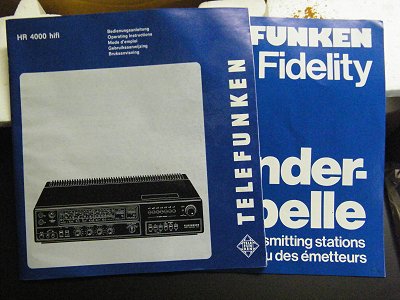 HR 4000 hifi
Bedienungsanleitung
Operating Instructions
Mode d'emploi
Gebruiksaanwijzing
Bruksanvisning
TELEFUNKEN
FUNKEN
Fidelity
nder-
belle
smitting stations
u des émetteurs